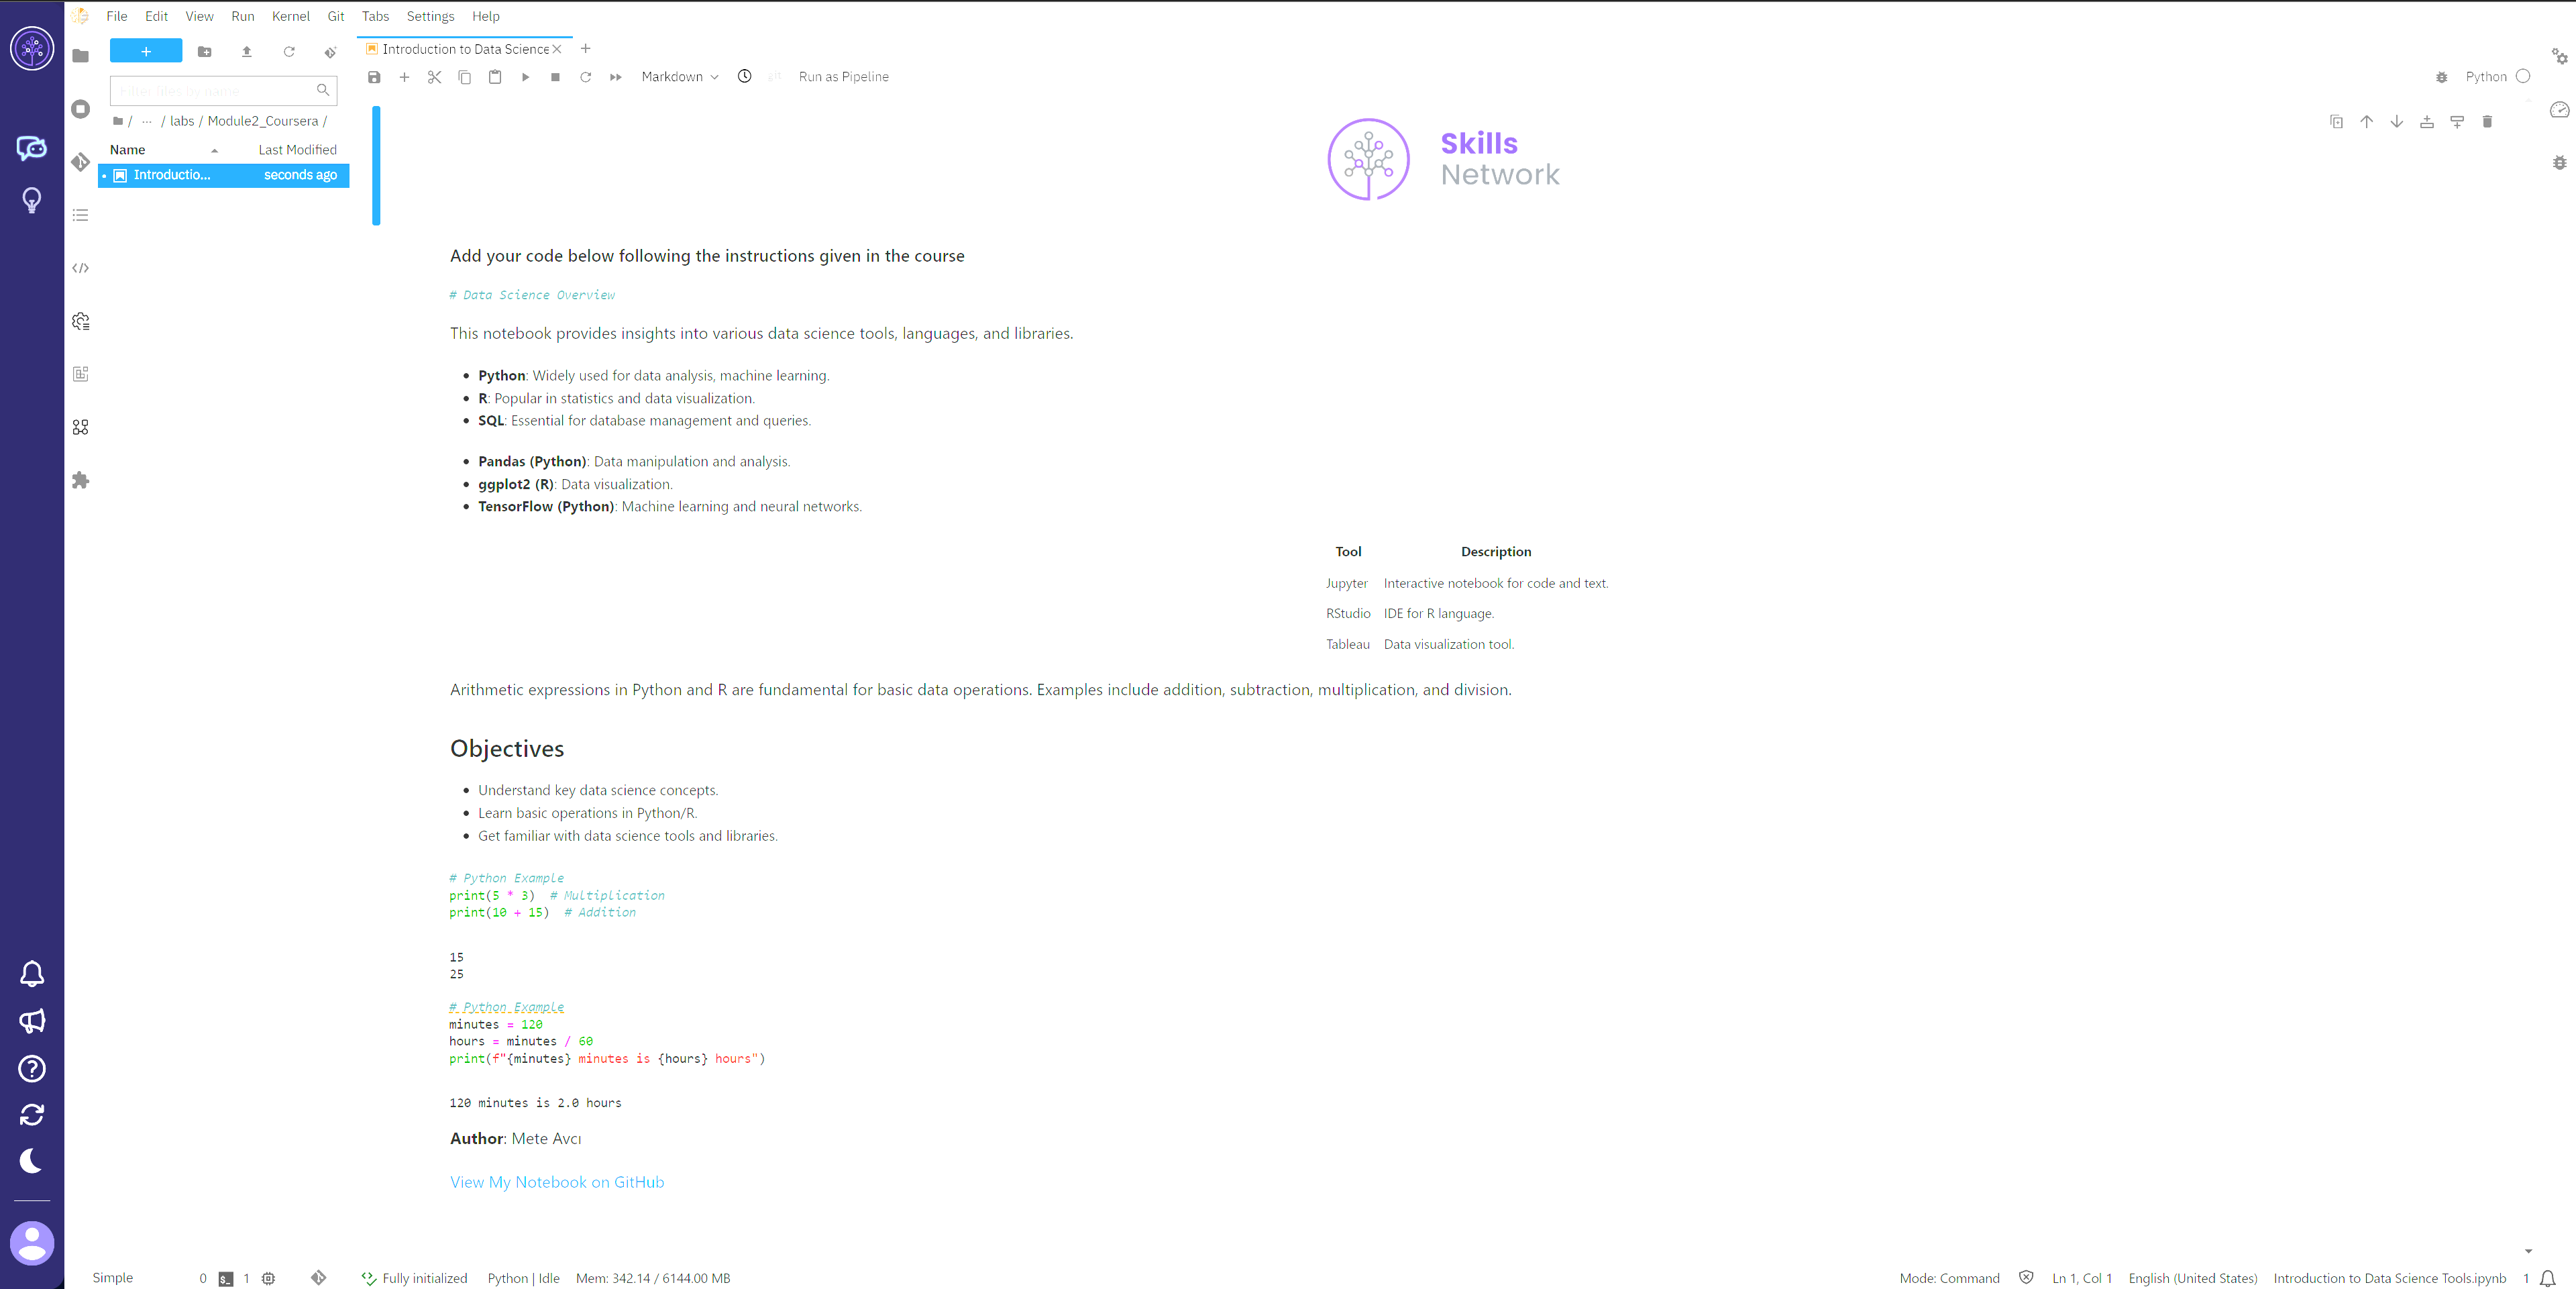 File Edit View Run Kernel Git Tabs Settings Help
Introduction to Data Science
Markdown
git
Run as Pipeline
Python
Filter files by name
/ ··· / labs / Module2_Coursera /
Name Last Modified
Introductio... seconds ago
Skills
Network
Add your code below following the instructions given in the course
# Data Science Overview
This notebook provides insights into various data science tools, languages, and libraries.
• Python: Widely used for data analysis, machine learning.
• R: Popular in statistics and data visualization.
• SQL: Essential for database management and queries.
• Pandas (Python): Data manipulation and analysis.
• ggplot2 (R): Data visualization.
• TensorFlow (Python): Machine learning and neural networks.
Tool Description
Jupyter Interactive notebook for code and text.
RStudio IDE for R language.
Tableau Data visualization tool.
Arithmetic expressions in Python and R are fundamental for basic data operations. Examples include addition, subtraction, multiplication, and division.
Objectives
• Understand key data science concepts.
• Learn basic operations in Python/R.
• Get familiar with data science tools and libraries.
# Python Example
print(5 * 3)  # Multiplication
print(10 + 15)  # Addition
15
25
# Python Example
minutes = 120
hours = minutes / 60
print(f"{minutes} minutes is {hours} hours")
120 minutes is 2.0 hours
Author: Mete Avcı
View My Notebook on GitHub
Simple 0 $_ 1 Fully initialized Python | Idle Mem: 342.14 / 6144.00 MB Mode: Command Ln 1, Col 1 English (United States) Introduction to Data Science Tools.ipynb 1